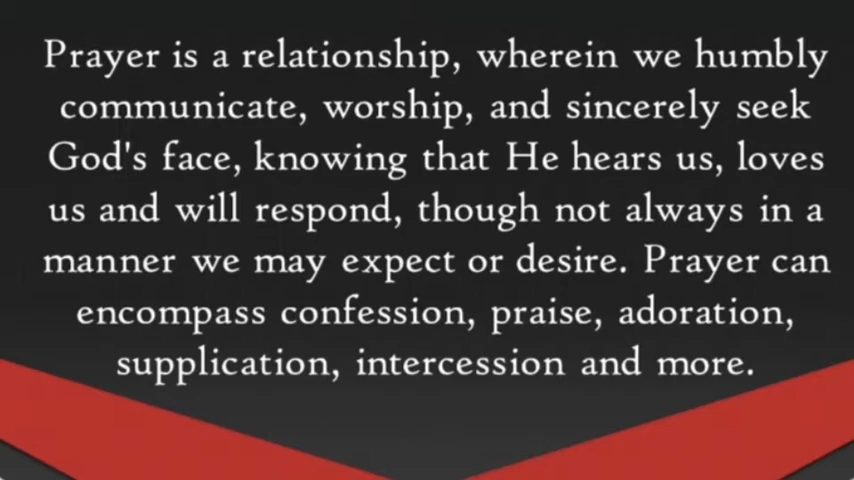 Prayer is a relationship, wherein we humbly
communicate, worship, and sincerely seek
God's face, knowing that He hears us, loves
us and will respond, though not always in a
manner we may expect or desire. Prayer can
encompass confession, praise, adoration,
supplication, intercession and more.